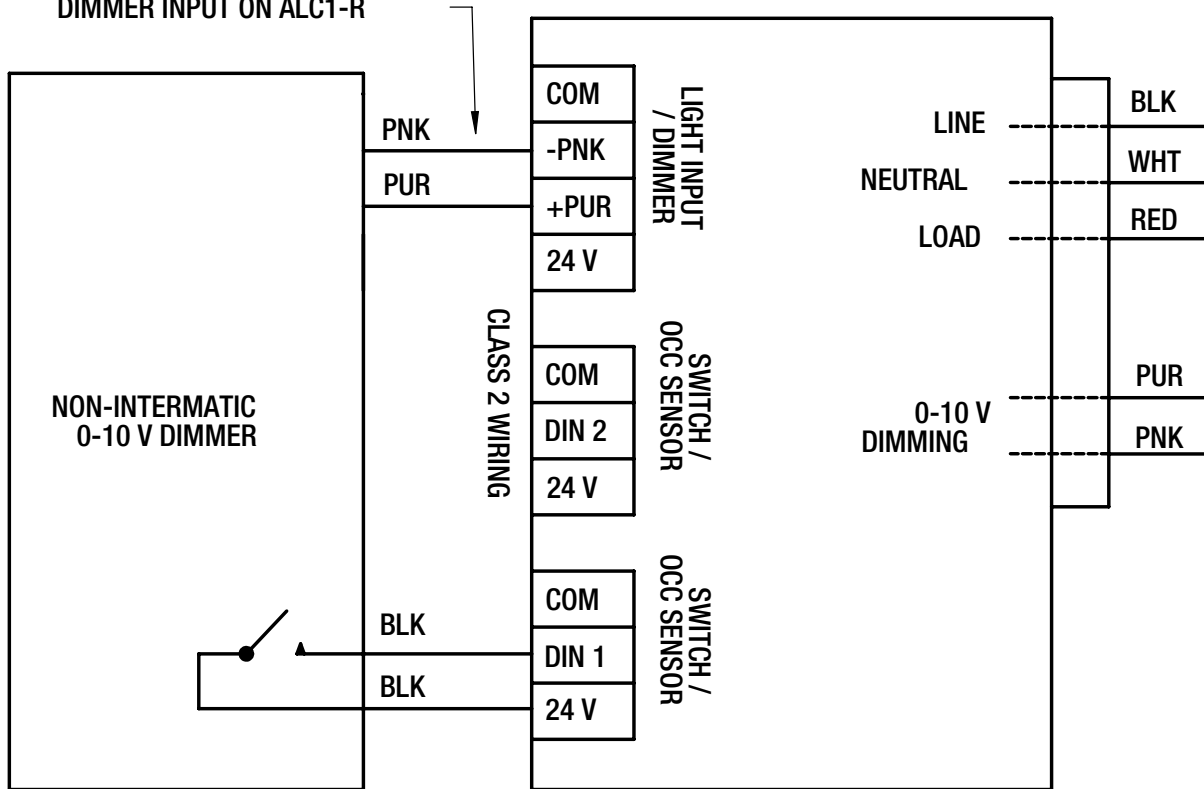 DIMMER INPUT ON ALC1-R
PNK
PUR
NON-INTERMATIC
0-10 V DIMMER
BLK
BLK
CLASS 2 WIRING
COM
-PNK
+PUR
24 V
LIGHT INPUT
/ DIMMER
COM
DIN 2
24 V
SWITCH /
OCC SENSOR
COM
DIN 1
24 V
SWITCH /
OCC SENSOR
LINE
NEUTRAL
LOAD
0-10 V
DIMMING
BLK
WHT
RED
PUR
PNK